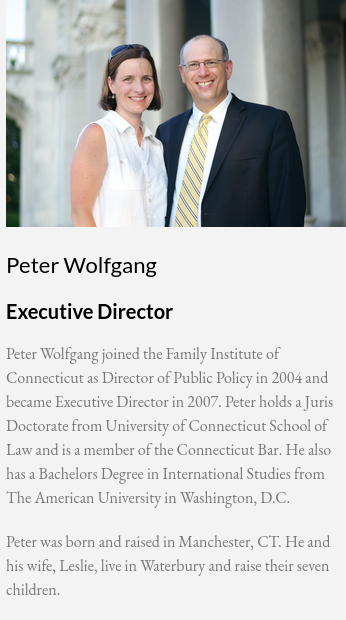 Peter Wolfgang
Executive Director
Peter Wolfgang joined the Family Institute of
Connecticut as Director of Public Policy in 2004 and
became Executive Director in 2007. Peter holds a Juris
Doctorate from University of Connecticut School of
Law and is a member of the Connecticut Bar. He also
has a Bachelors Degree in International Studies from
The American University in Washington, D.C.
Peter was born and raised in Manchester, CT. He and
his wife, Leslie, live in Waterbury and raise their seven
children.